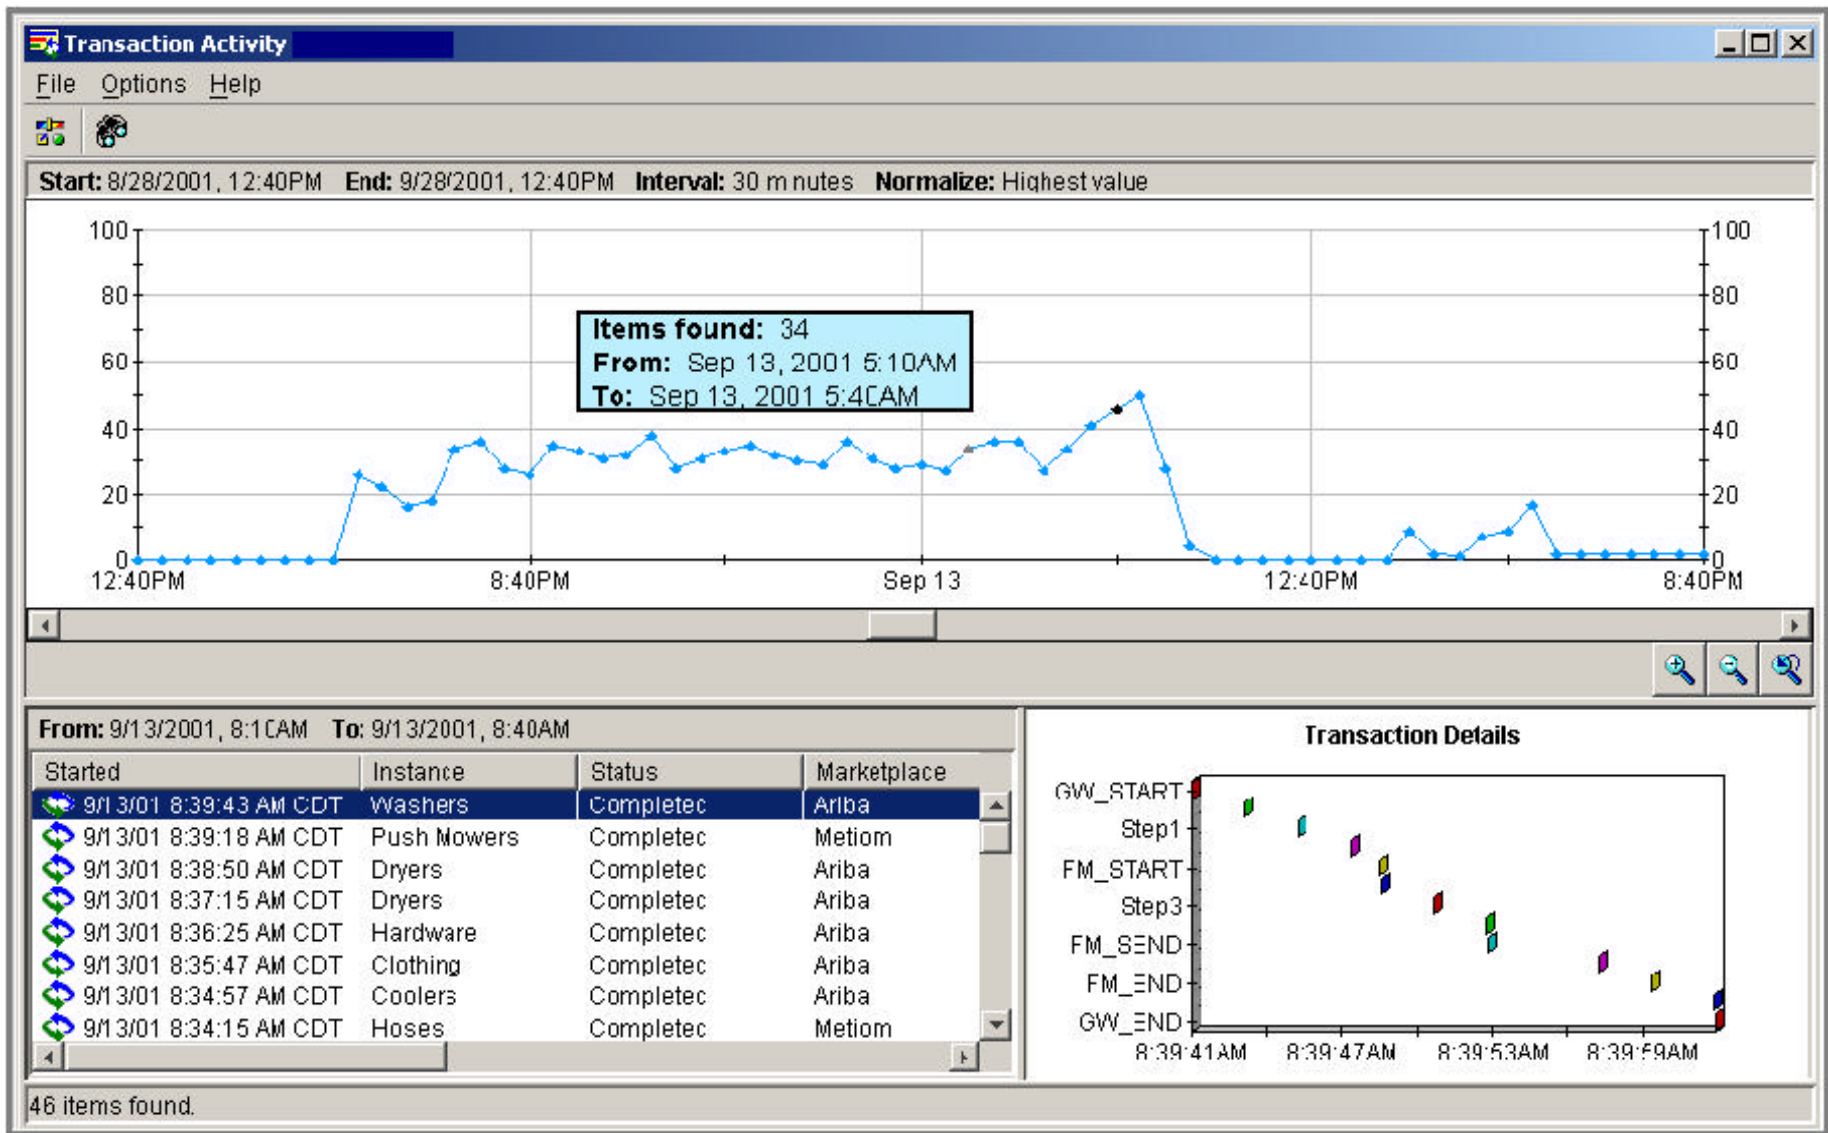 Transaction Activity
File Options Help
Start: 8/28/2001, 12:40PM End: 9/28/2001, 12:40PM Interval: 30 minutes Normalize: Highest value
100 100
80 80
60 60
40 40
20 20
0 0
Items found: 34
From: Sep 13, 2001 5:10AM
To: Sep 13, 2001 5:40AM
12:40PM 8:40PM Sep 13 12:40PM 8:40PM
From: 9/13/2001, 8:10AM To: 9/13/2001, 8:40AM
Started Instance Status Marketplace
9/13/01 8:39:43 AM CDT Washers Completed Ariba
9/13/01 8:39:18 AM CDT Push Mowers Completed Metiom
9/13/01 8:38:50 AM CDT Dryers Completed Ariba
9/13/01 8:37:15 AM CDT Dryers Completed Ariba
9/13/01 8:36:25 AM CDT Hardware Completed Ariba
9/13/01 8:35:47 AM CDT Clothing Completed Ariba
9/13/01 8:34:57 AM CDT Coolers Completed Ariba
9/13/01 8:34:15 AM CDT Hoses Completed Metiom
Transaction Details
GW_START
Step1
FM_START
Step3
FM_SEND
FM_END
GW_END
8:39:41AM 8:39:47AM 8:39:53AM 8:39:59AM
46 items found.